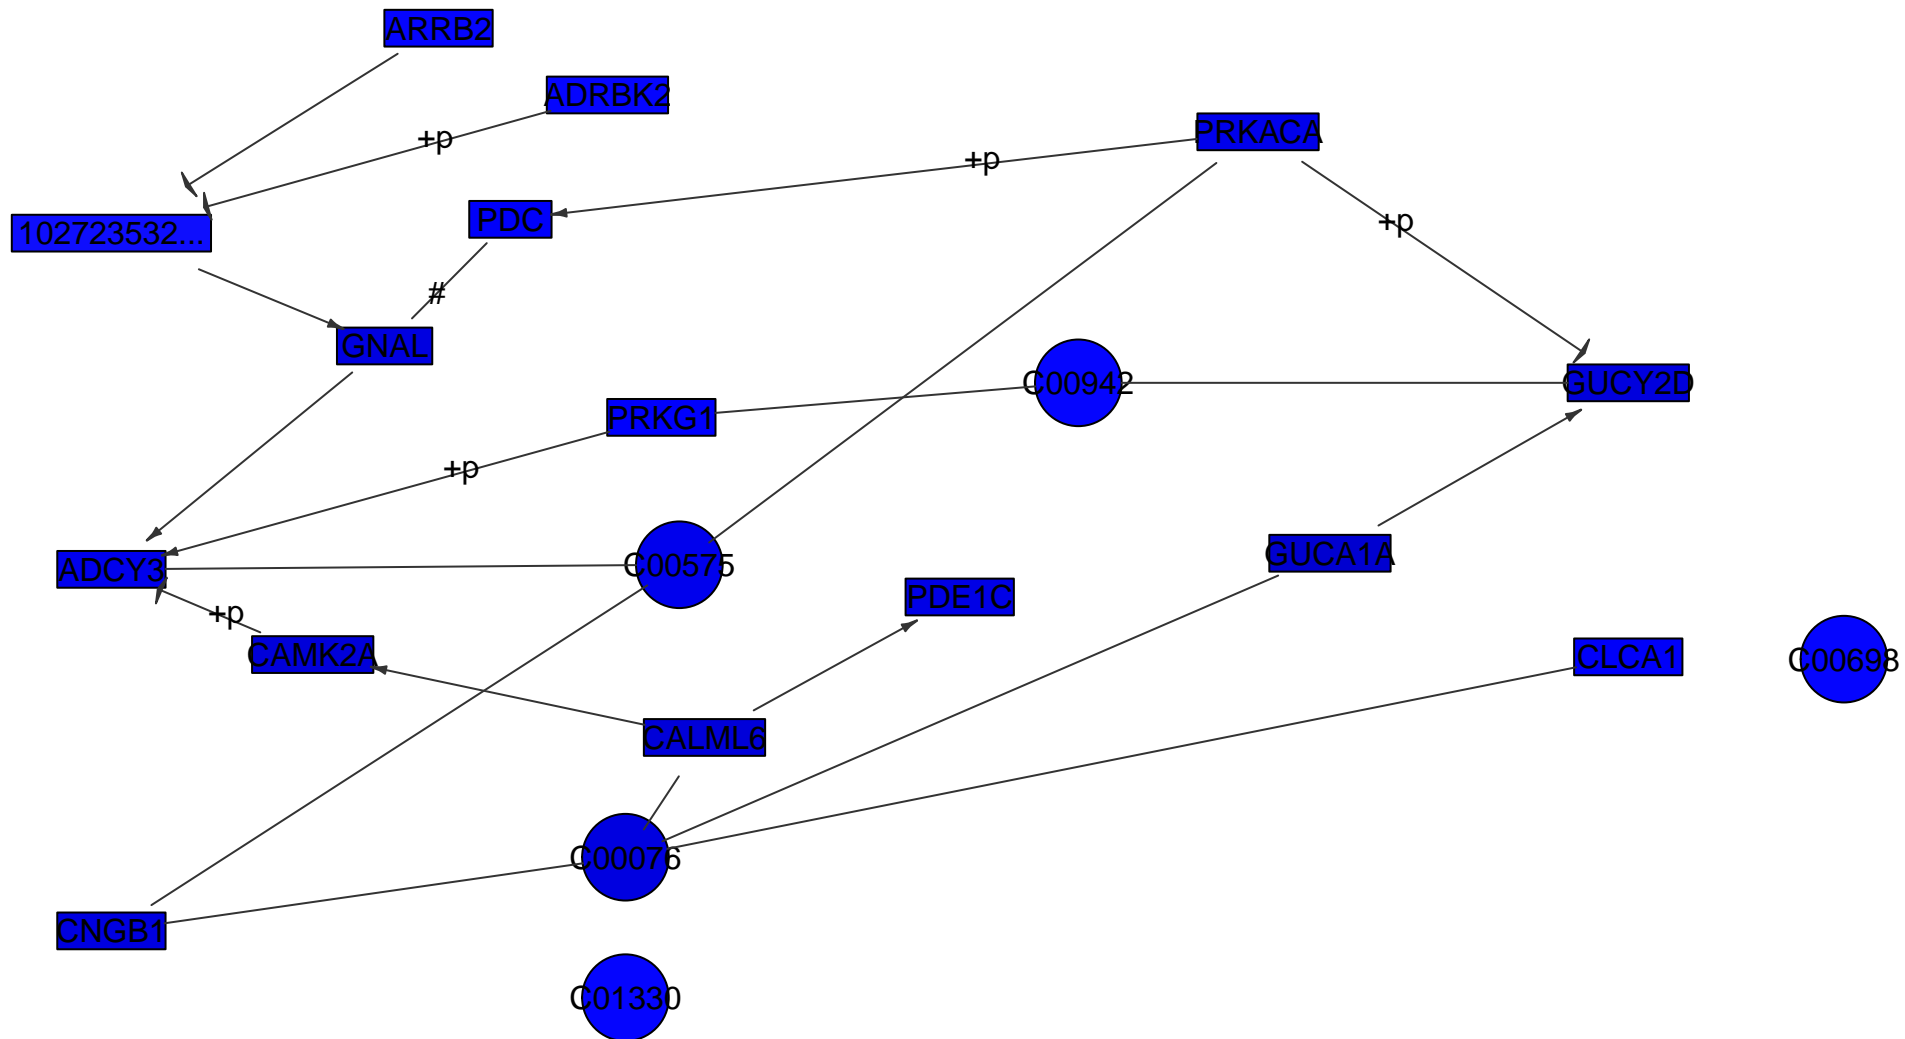 ARRB2
ADRBK2
PRKACA
+p
+p
PDC
+p
102723532...
#
GNAL
C00942
GUCY2D
PRKG1
+p
GUCA1A
ADCY3
C00575
PDE1C
+p
CAMK2A
CLCA1
C00698
CALML6
C00076
CNGB1
C01330